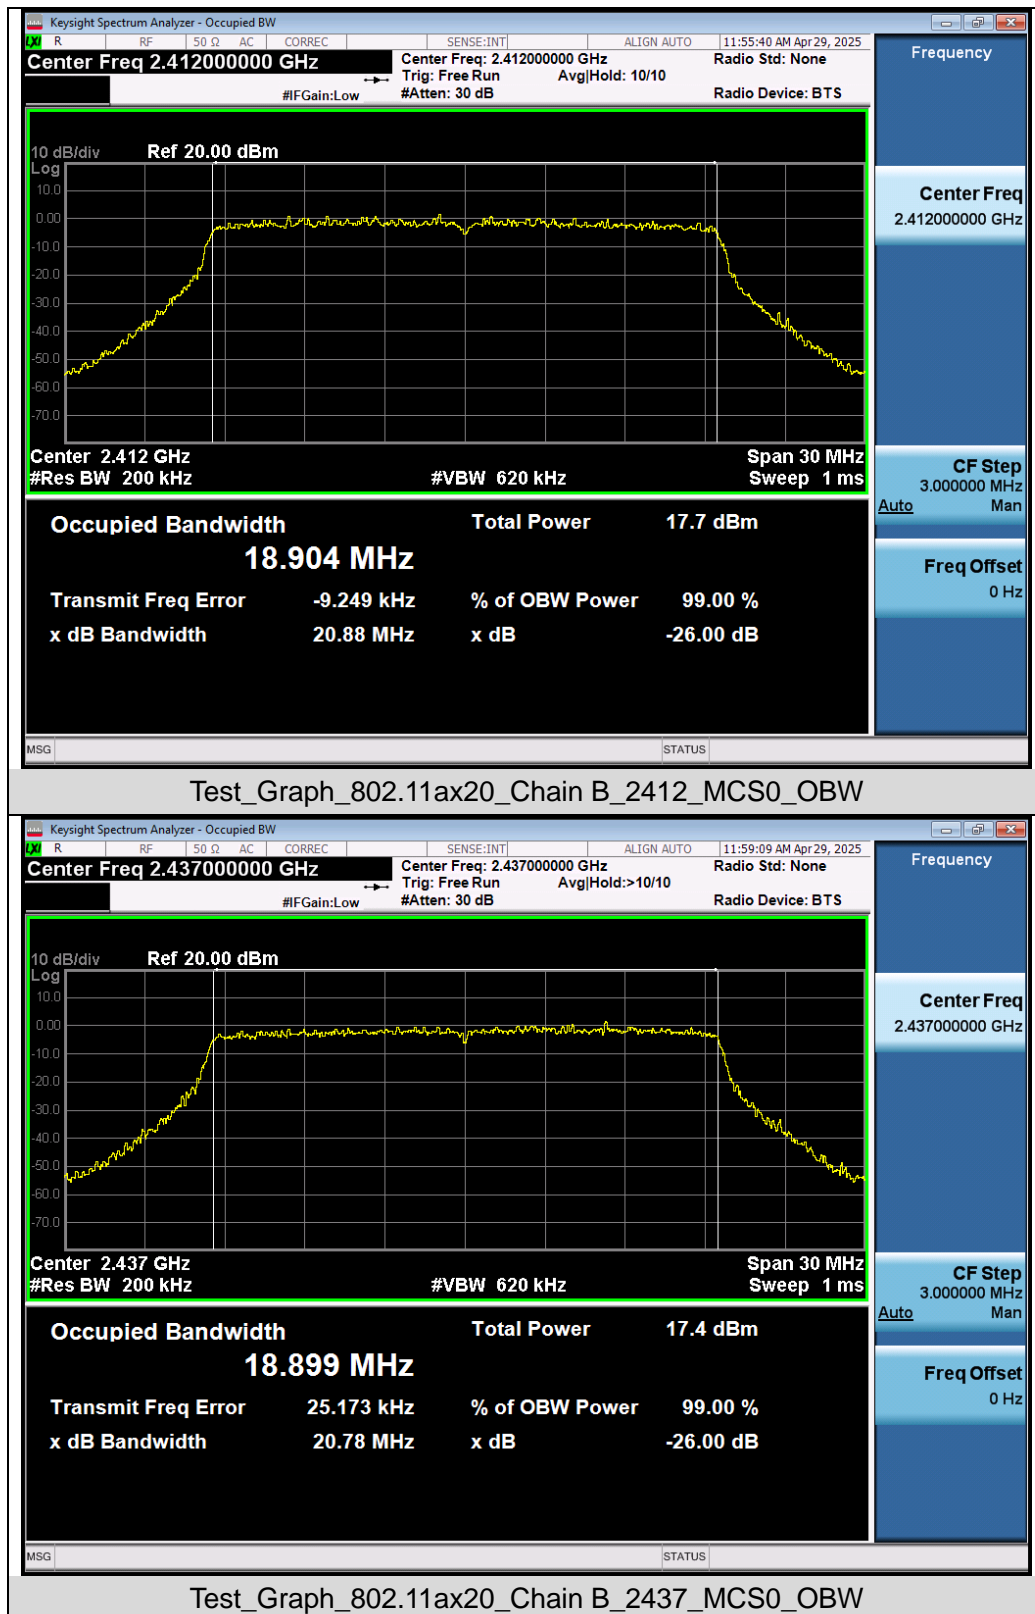 Keysight Spectrum Analyzer - Occupied BW
LXI R RF 50 Ω AC CORREC SENSE:INT ALIGN AUTO 11:55:40 AM Apr 29, 2025
Center Freq 2.412000000 GHz
Center Freq: 2.412000000 GHz Radio Std: None
Trig: Free Run Avg|Hold: 10/10
#IFGain:Low #Atten: 30 dB Radio Device: BTS
Frequency
10 dB/div Ref 20.00 dBm
Log
10.0
0.00
-10.0
-20.0
-30.0
-40.0
-50.0
-60.0
-70.0
Center 2.412 GHz Span 30 MHz
#Res BW 200 kHz #VBW 620 kHz Sweep 1 ms
Center Freq
2.412000000 GHz
CF Step
3.000000 MHz
Auto Man
Freq Offset
0 Hz
Occupied Bandwidth Total Power 17.7 dBm
18.904 MHz
Transmit Freq Error -9.249 kHz % of OBW Power 99.00 %
x dB Bandwidth 20.88 MHz x dB -26.00 dB
MSG STATUS
Test_Graph_802.11ax20_Chain B_2412_MCS0_OBW
Keysight Spectrum Analyzer - Occupied BW
LXI R RF 50 Ω AC CORREC SENSE:INT ALIGN AUTO 11:59:09 AM Apr 29, 2025
Center Freq 2.437000000 GHz
Center Freq: 2.437000000 GHz Radio Std: None
Trig: Free Run Avg|Hold:>10/10
#IFGain:Low #Atten: 30 dB Radio Device: BTS
Frequency
10 dB/div Ref 20.00 dBm
Log
10.0
0.00
-10.0
-20.0
-30.0
-40.0
-50.0
-60.0
-70.0
Center 2.437 GHz Span 30 MHz
#Res BW 200 kHz #VBW 620 kHz Sweep 1 ms
Center Freq
2.437000000 GHz
CF Step
3.000000 MHz
Auto Man
Freq Offset
0 Hz
Occupied Bandwidth Total Power 17.4 dBm
18.899 MHz
Transmit Freq Error 25.173 kHz % of OBW Power 99.00 %
x dB Bandwidth 20.78 MHz x dB -26.00 dB
MSG STATUS
Test_Graph_802.11ax20_Chain B_2437_MCS0_OBW